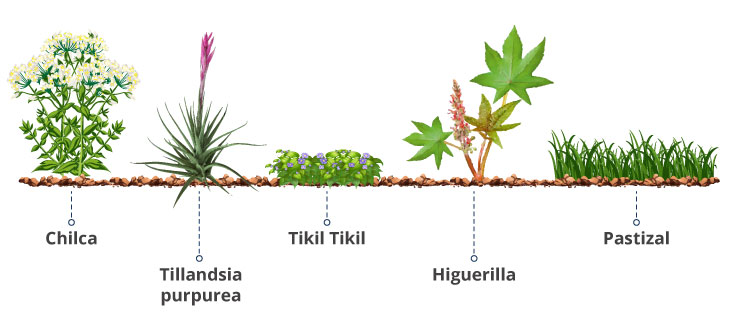 Chilca
Tillandsia
purpurea
Tikil Tikil
Higuerilla
Pastizal